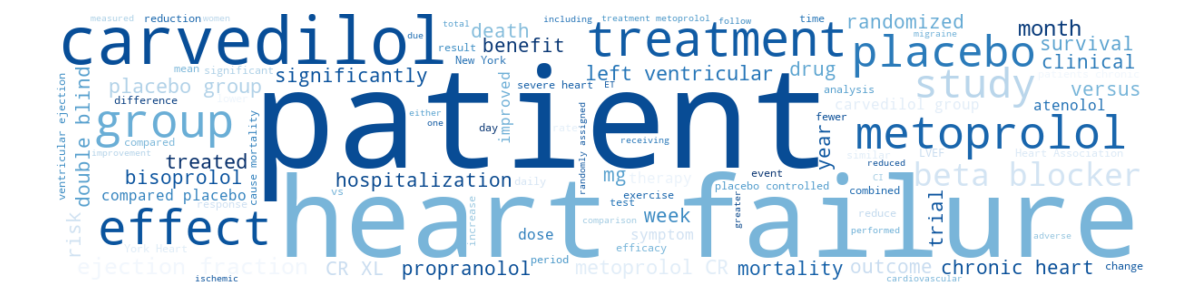 measured reduction women
carvedilol
total death
due
result New York
benefit
including treatment metoprolol follow time
treatment
migraine
randomized
month
placebo
survival
clinical
ventricular ejection
double blind
mean significant
significantly
placebo group
difference
improved
severe heart ET
left ventricular
drug
analysis
study
versus
fewer
carvedilol group
atenolol
group
compared
improvement
patient
either
one
day
randomly assigned
receiving
year
metoprolol
treated
bisoprolol
compared placebo
response
cause mortality
hospitalization
vs
daily
mg
therapy
event
placebo controlled
similar
LVEF
reduced
Heart Association
CI
beta blocker
combined
risk
effect
York Heart
heart failure
increase
test
exercise
comparison
week
symptom
greater
reduce
performed
trial
adverse
dose
efficacy
period
ejection fraction
ischemic
CR XL
propranolol
metoprolol CR
mortality
outcome
cardiovascular
chronic heart
change